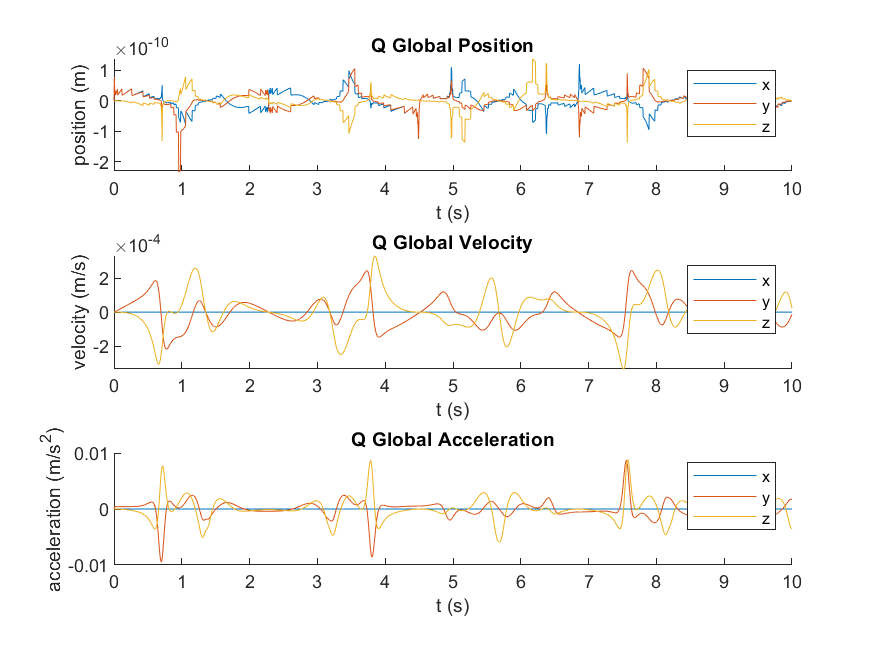 Q Global Position
×10-10
position (m)
1
0
-1
-2
x
y
z
0 1 2 3 4 5 6 7 8 9 10
t (s)
Q Global Velocity
×10-4
velocity (m/s)
2
0
-2
x
y
z
0 1 2 3 4 5 6 7 8 9 10
t (s)
Q Global Acceleration
acceleration (m/s2)
0.01
0
-0.01
x
y
z
0 1 2 3 4 5 6 7 8 9 10
t (s)